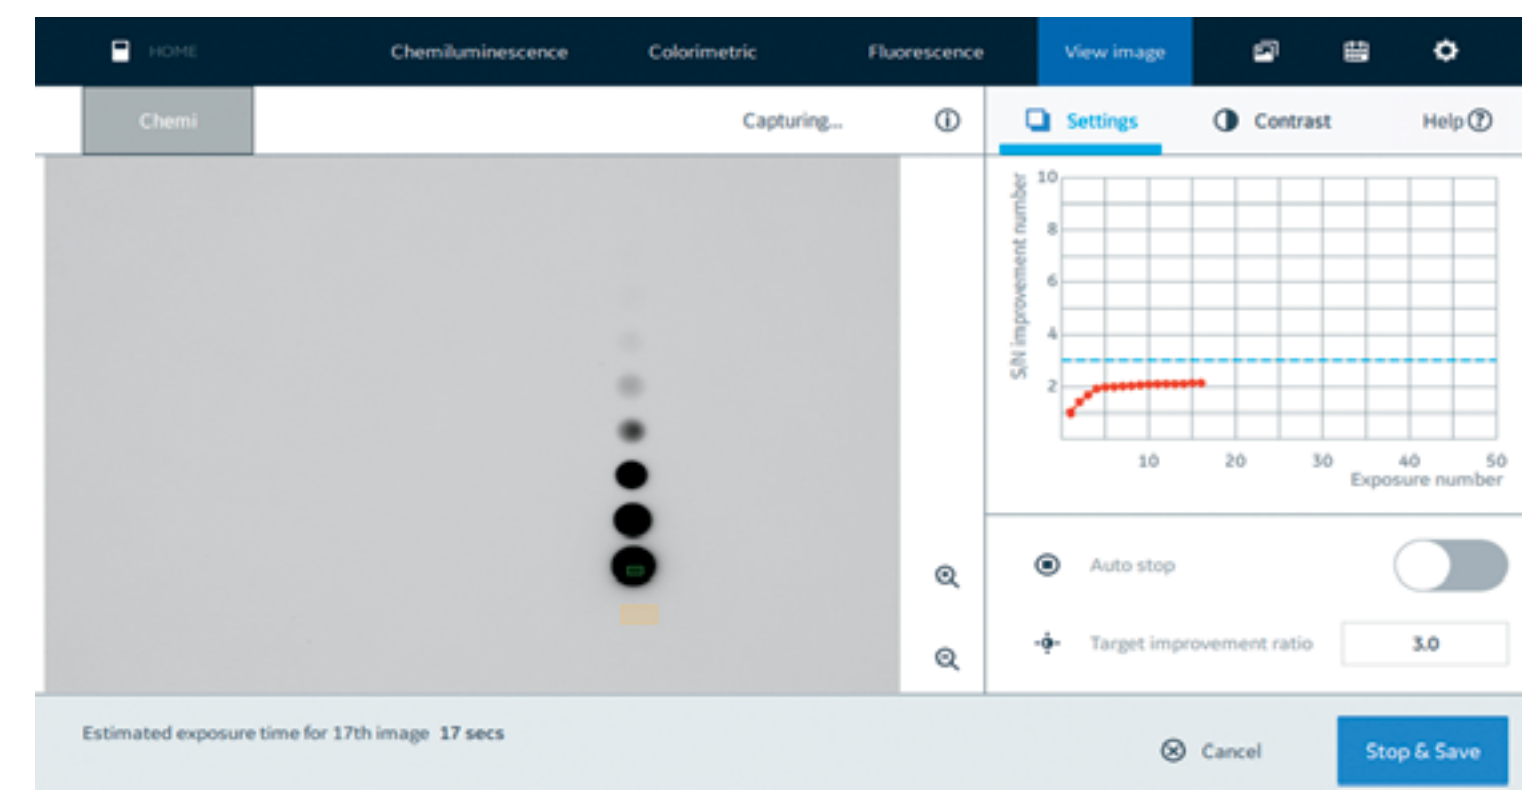 HOME Chemiluminescence Colorimetric Fluorescence View image
Chemi Capturing... Settings Contrast Help ?
S/N improvement number
10
8
6
4
2
10 20 30 40 50
Exposure number
Auto stop
Target improvement ratio 3.0
Estimated exposure time for 17th image 17 secs
Cancel Stop & Save